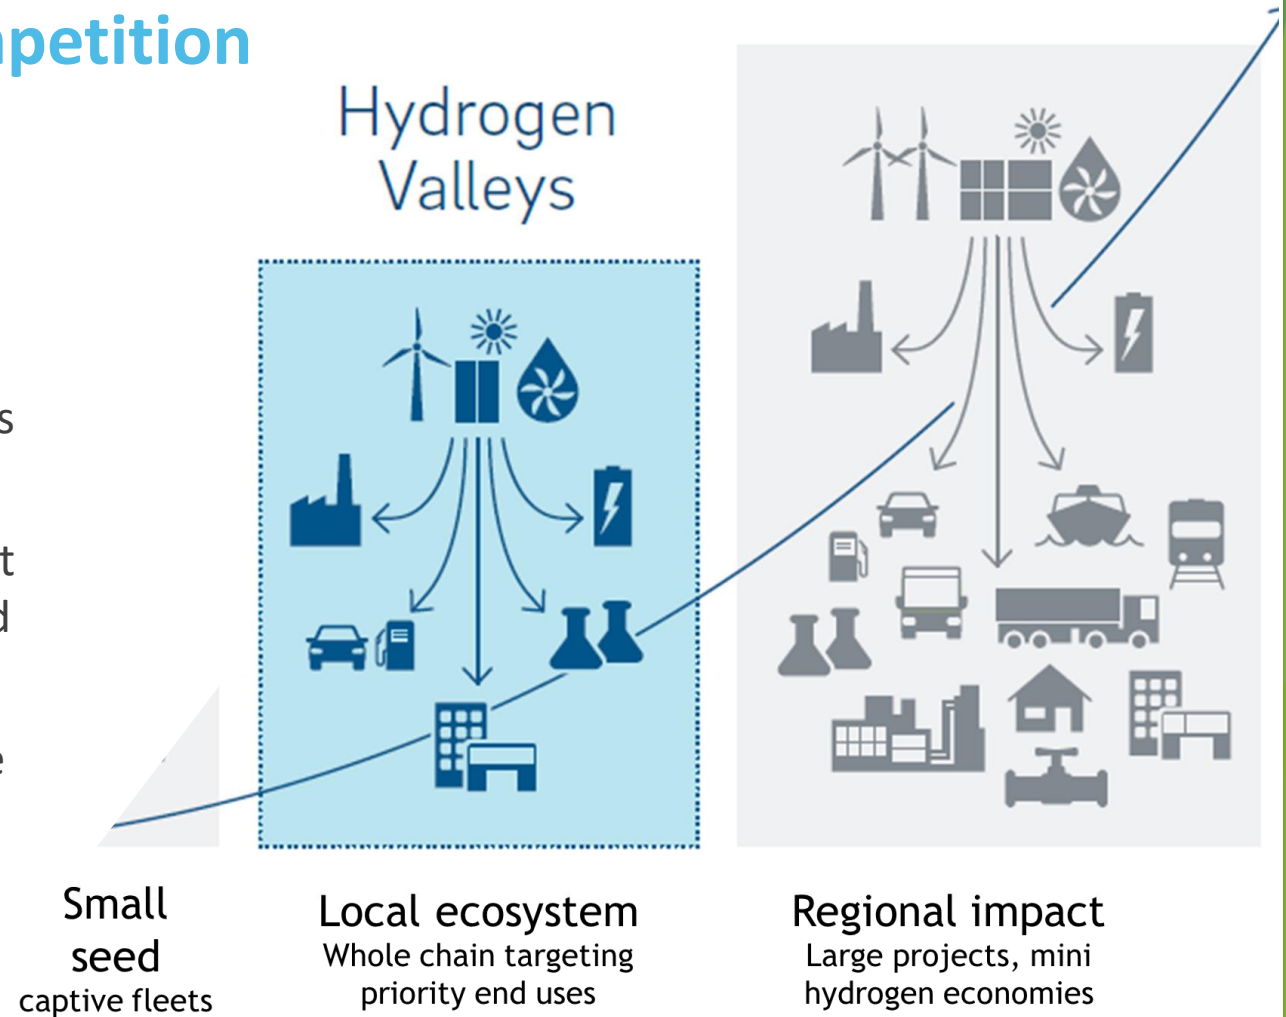 mpetition
Hydrogen
Valleys
s
t
d
e
Small
seed
captive fleets
Local ecosystem
Whole chain targeting
priority end uses
Regional impact
Large projects, mini
hydrogen economies